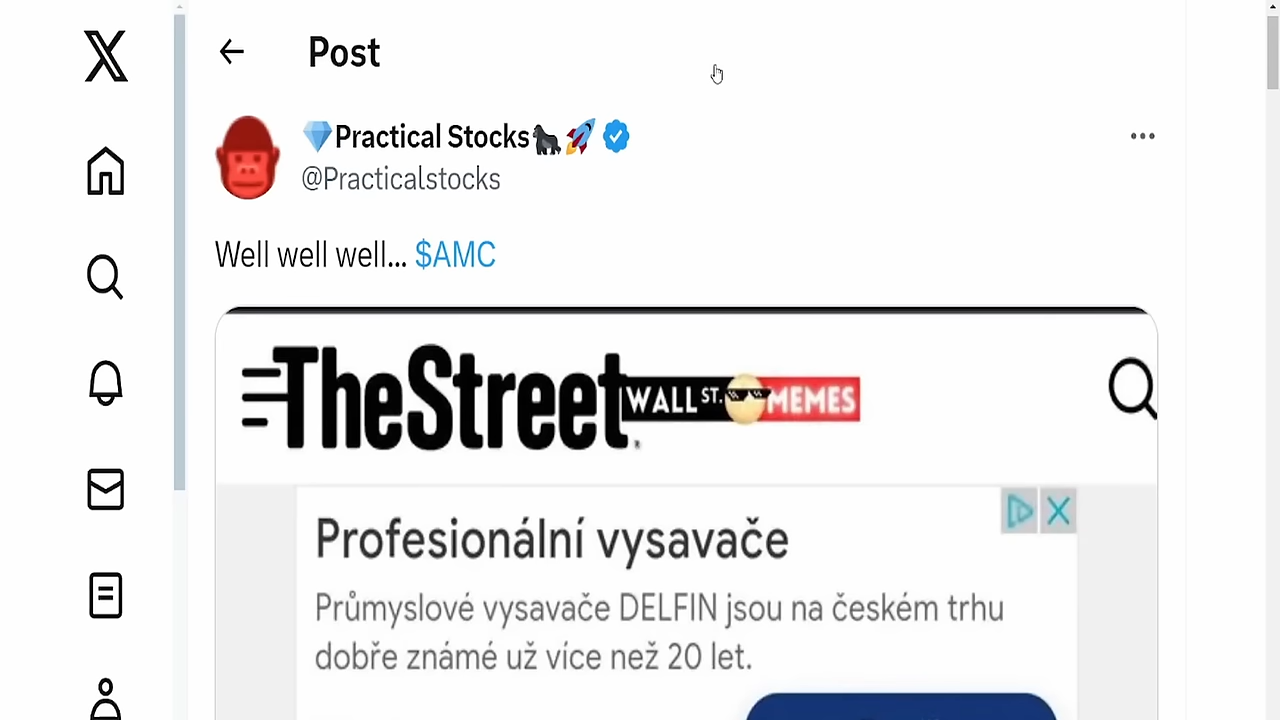 Post
Practical Stocks
@Practicalstocks
Well well well... $AMC
TheStreet
WALL ST. MEMES
Profesionální vysavače
Průmyslové vysavače DELFIN jsou na českém trhu
dobře známé už více než 20 let.